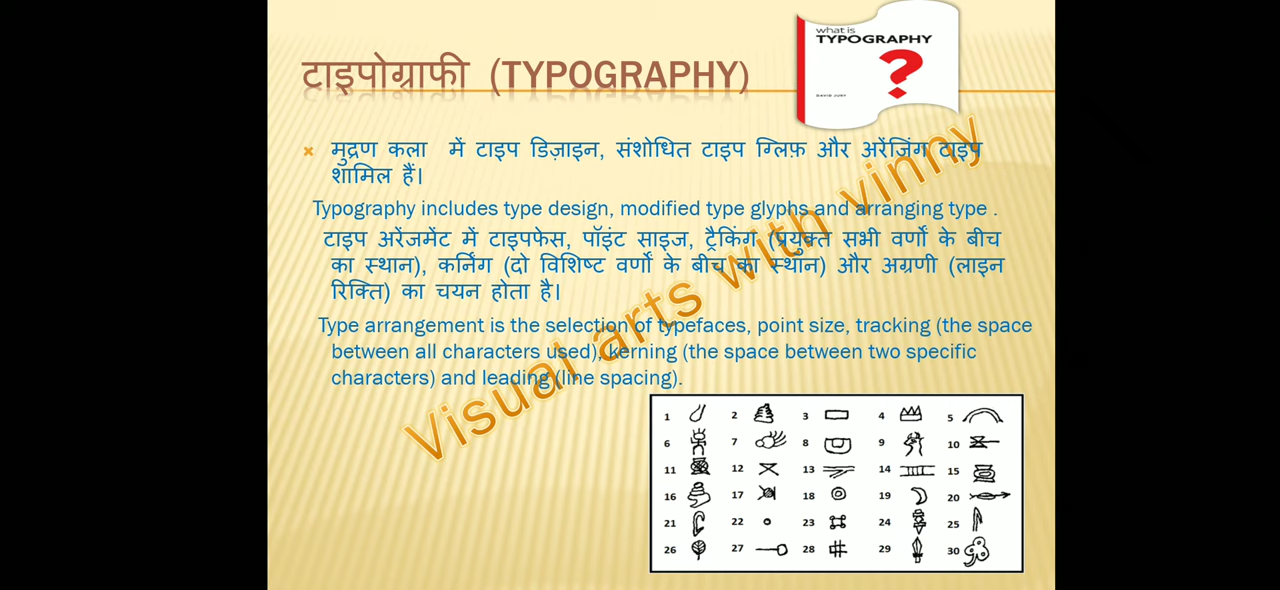 what is
TYPOGRAPHY
?
DAVID JURY
टाइपोग्राफी (TYPOGRAPHY)
मुद्रण कला में टाइप डिज़ाइन, संशोधित टाइप ग्लिफ़ और अरेंजिंग टाइप
शामिल हैं।
Typography includes type design, modified type glyphs and arranging type .
टाइप अरेंजमेंट में टाइपफेस, पॉइंट साइज, ट्रैकिंग (प्रयुक्त सभी वर्णों के बीच
का स्थान), कर्निंग (दो विशिष्ट वर्णों के बीच का स्थान) और अग्रणी (लाइन
रिक्ति) का चयन होता है।
Type arrangement is the selection of typefaces, point size, tracking (the space
between all characters used), kerning (the space between two specific
characters) and leading (line spacing).
Visual arts with vinny
1 2 3 4 5
6 7 8 9 10
11 12 13 14 15
16 17 18 19 20
21 22 23 24 25
26 27 28 29 30